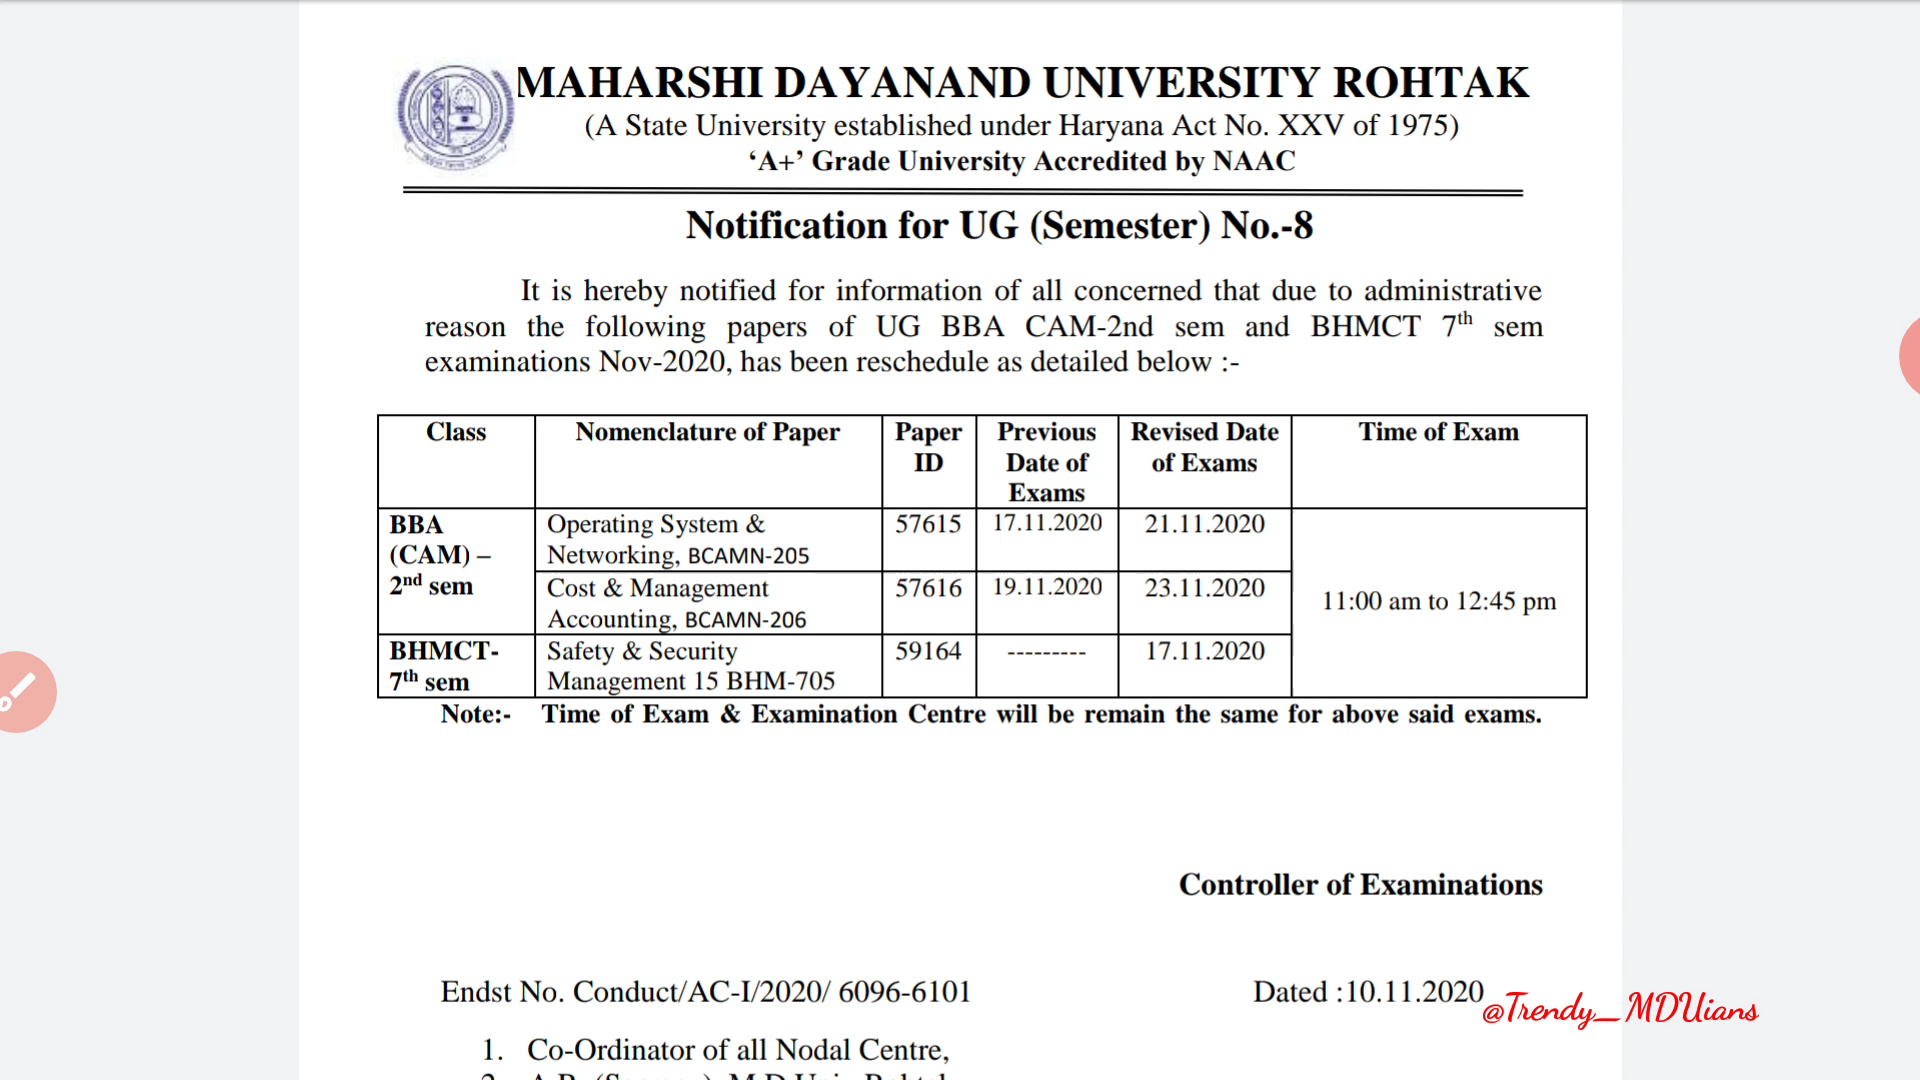 MAHARSHI DAYANAND UNIVERSITY ROHTAK
(A State University established under Haryana Act No. XXV of 1975)
‘A+’ Grade University Accredited by NAAC
Notification for UG (Semester) No.-8
It is hereby notified for information of all concerned that due to administrative
reason the following papers of UG BBA CAM-2nd sem and BHMCT 7th sem
examinations Nov-2020, has been reschedule as detailed below :-
Class
Nomenclature of Paper
Paper
ID
Previous
Date of
Exams
Revised Date
of Exams
Time of Exam
BBA
(CAM) –
2nd sem
Operating System &
Networking, BCAMN-205
57615
17.11.2020
21.11.2020
11:00 am to 12:45 pm
Cost & Management
Accounting, BCAMN-206
57616
19.11.2020
23.11.2020
BHMCT-
7th sem
Safety & Security
Management 15 BHM-705
59164
---------
17.11.2020
Note:- Time of Exam & Examination Centre will be remain the same for above said exams.
Controller of Examinations
Endst No. Conduct/AC-I/2020/ 6096-6101
Dated :10.11.2020
@Trendy_MDUians
1. Co-Ordinator of all Nodal Centre,